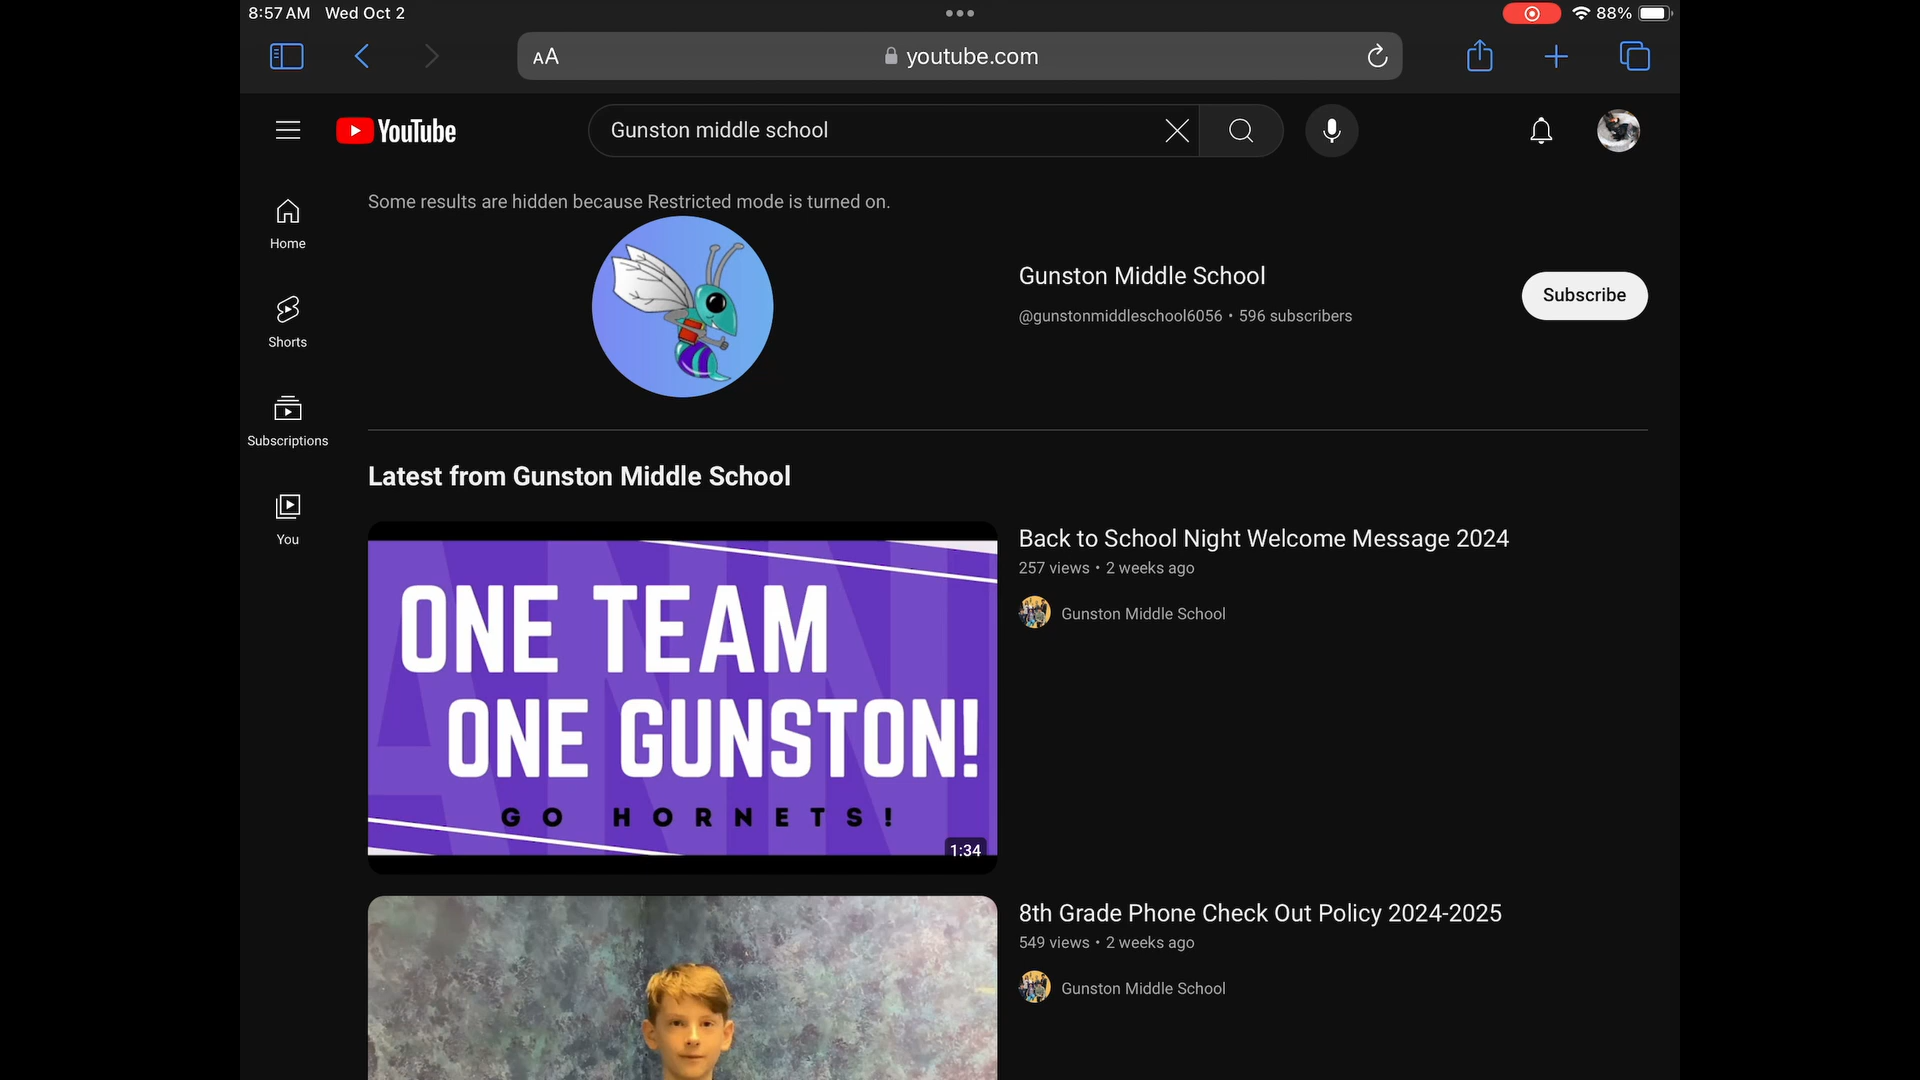 8:57 AM Wed Oct 2
88%
AA
youtube.com
YouTube
Gunston middle school
Some results are hidden because Restricted mode is turned on.
Home
Shorts
Subscriptions
You
Gunston Middle School
@gunstonmiddleschool6056 • 596 subscribers
Subscribe
Latest from Gunston Middle School
ONE TEAM
ONE GUNSTON!
GO HORNETS!
1:34
Back to School Night Welcome Message 2024
257 views • 2 weeks ago
Gunston Middle School
8th Grade Phone Check Out Policy 2024-2025
549 views • 2 weeks ago
Gunston Middle School